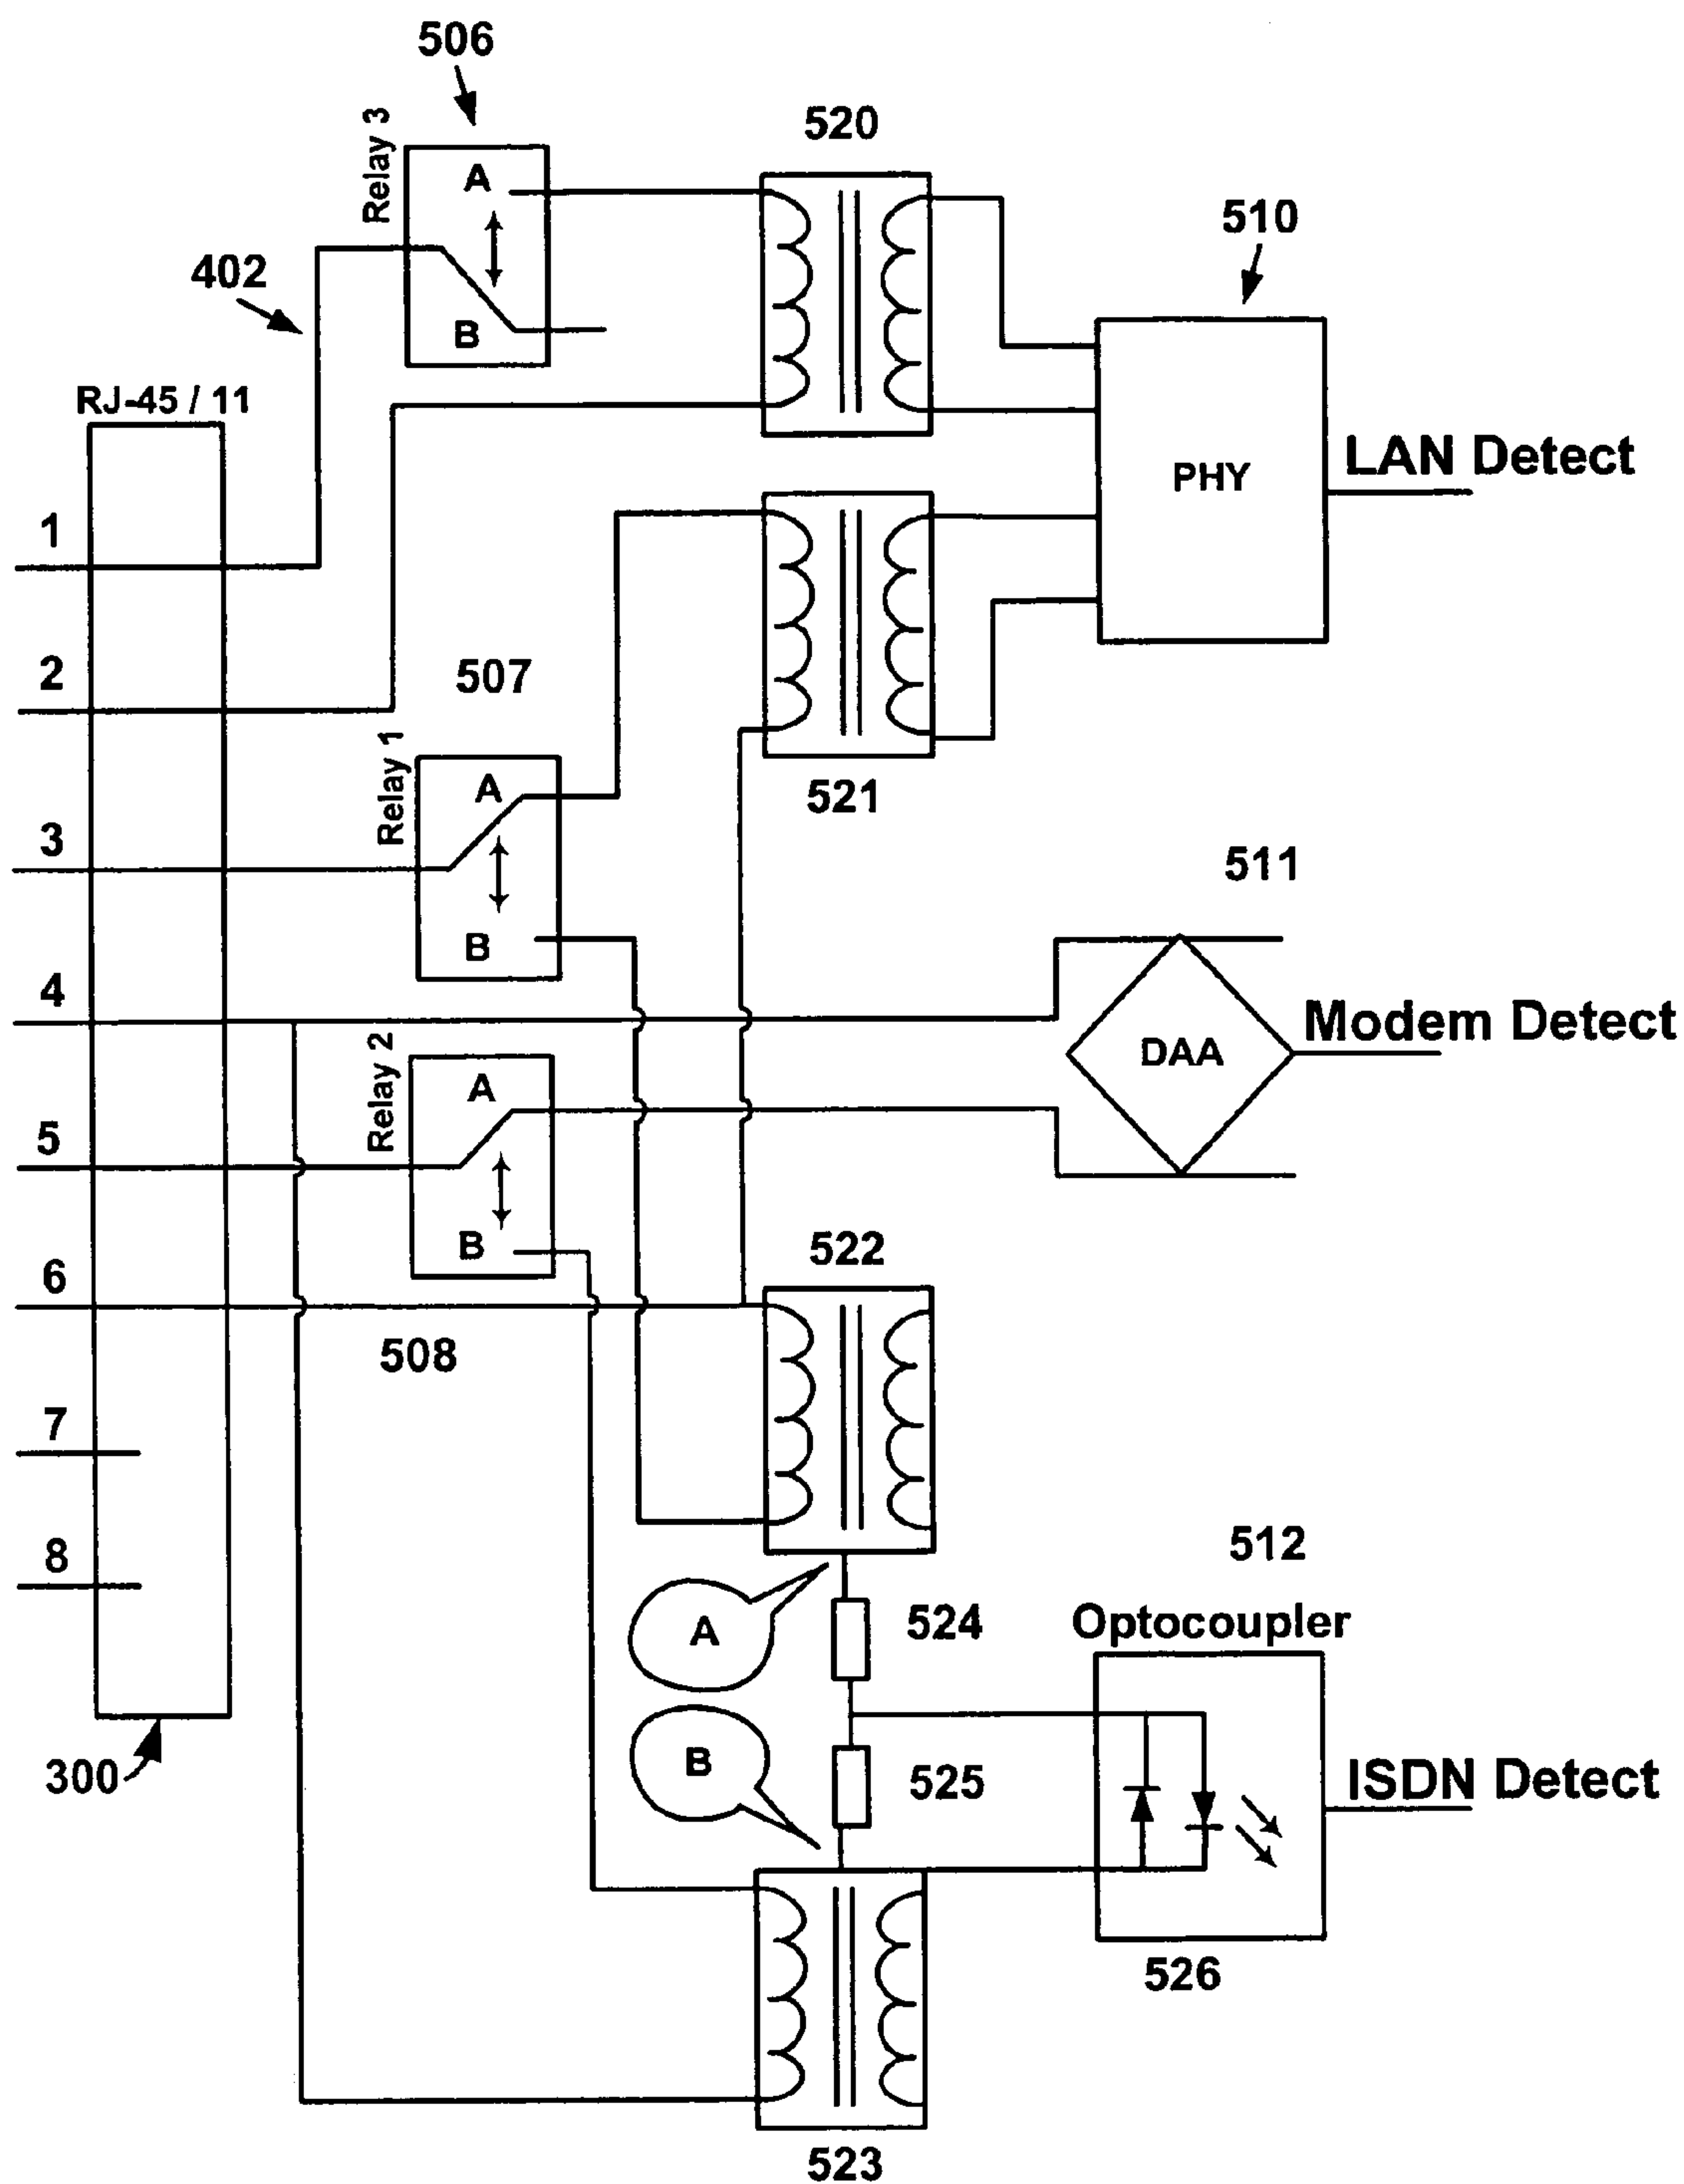 506
Relay 3
A
B
520
510
402
RJ-45 / 11
PHY
LAN Detect
1
2
507
521
Relay 1
A
B
3
511
4
DAA
Modem Detect
Relay 2
A
B
5
522
6
508
7
8
512
A
524
Optocoupler
B
525
300
ISDN Detect
526
523